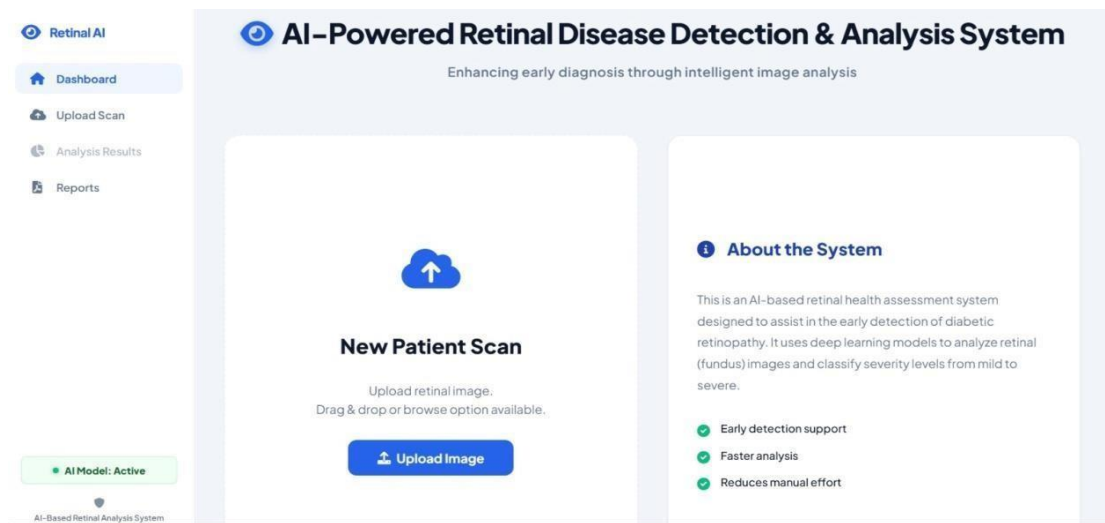 Retinal AI
Dashboard
Upload Scan
Analysis Results
Reports
AI Model: Active
AI-Based Retinal Analysis System
AI-Powered Retinal Disease Detection & Analysis System
Enhancing early diagnosis through intelligent image analysis
New Patient Scan
Upload retinal image.
Drag & drop or browse option available.
Upload Image
About the System
This is an AI-based retinal health assessment system
designed to assist in the early detection of diabetic
retinopathy. It uses deep learning models to analyze retinal
(fundus) images and classify severity levels from mild to
severe.
Early detection support
Faster analysis
Reduces manual effort